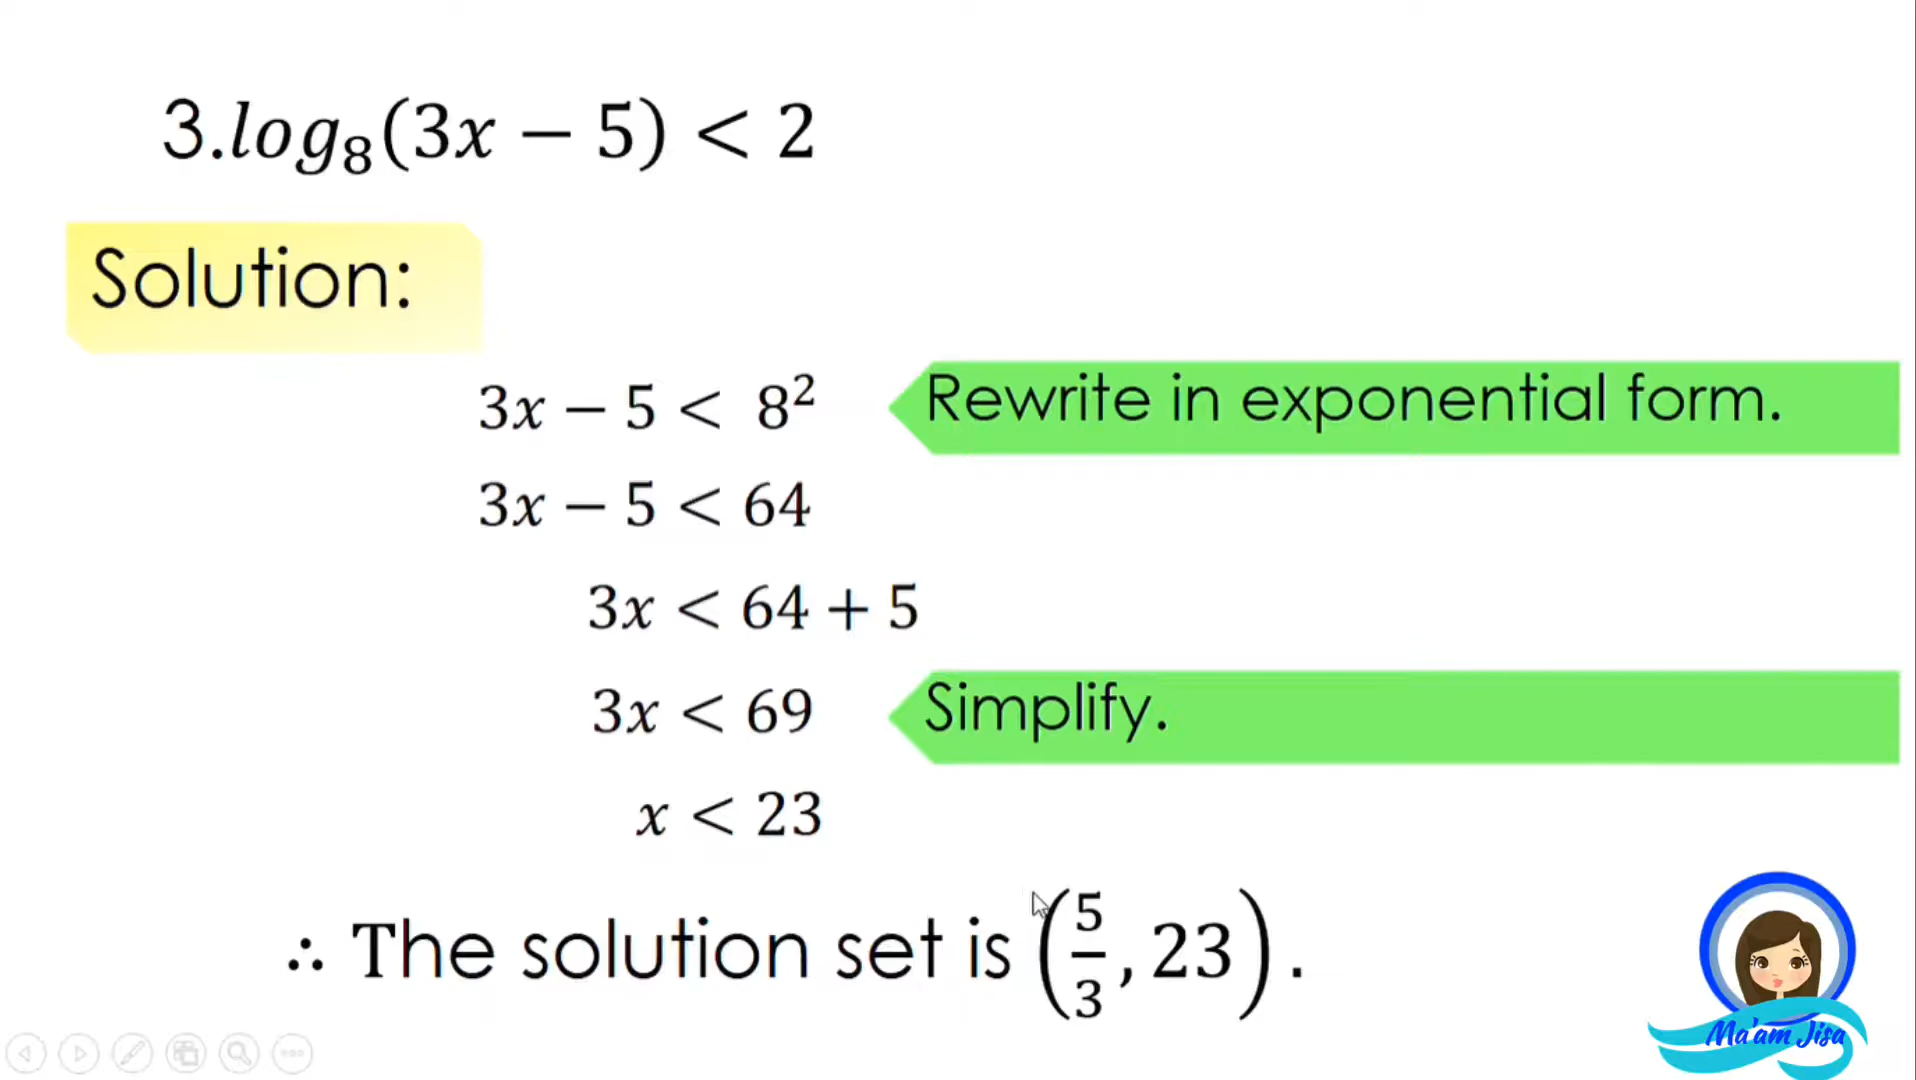 3. log₈(3x − 5) < 2
Solution:
3x − 5 < 8²
Rewrite in exponential form.
3x − 5 < 64
3x < 64 + 5
3x < 69
Simplify.
x < 23
∴ The solution set is (5/3, 23).
Ma'am Jisa